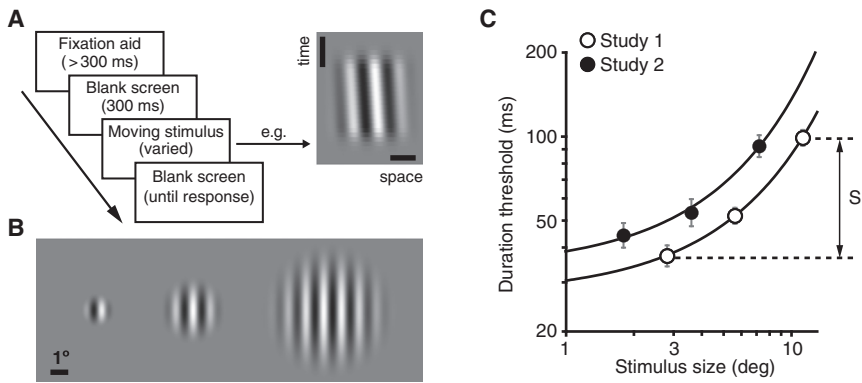 A
Fixation aid
(>300 ms)
Blank screen
(300 ms)
Moving stimulus
(varied)
Blank screen
(until response)
e.g.
time
space
B
1º
C
Study 1
Study 2
Duration threshold (ms)
200
100
50
20
S
1
3
10
Stimulus size (deg)